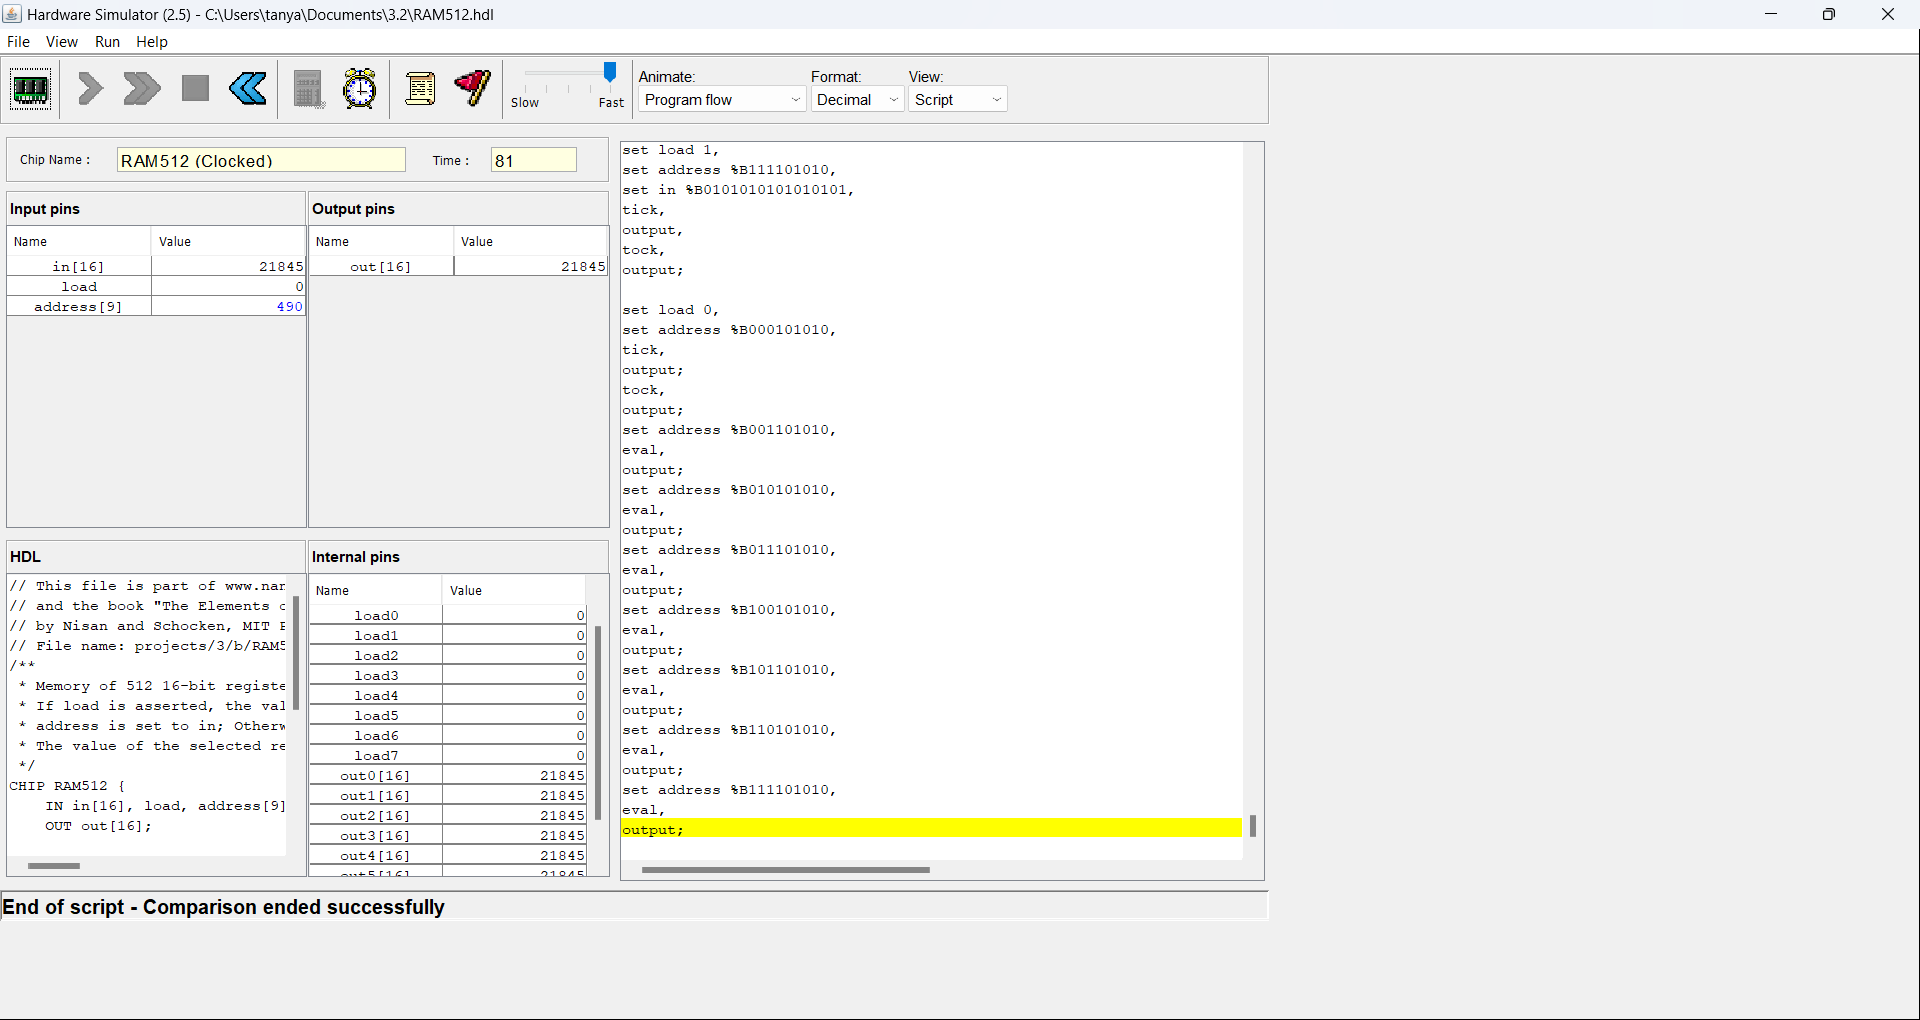 Hardware Simulator (2.5) - C:\Users\tanya\Documents\3.2\RAM512.hdl
File View Run Help
Slow Fast
Animate: Format: View:
Program flow Decimal Script
Chip Name : RAM512 (Clocked) Time : 81
Input pins
Name Value
in[16] 21845
load 0
address[9] 490
Output pins
Name Value
out[16] 21845
HDL
// This file is part of www.nan
// and the book "The Elements
// by Nisan and Schocken, MIT
// File name: projects/3/b/RAM5
/**
* Memory of 512 16-bit registe
* If load is asserted, the val
* address is set to in; Otherw
* The value of the selected re
*/
CHIP RAM512 {
IN in[16], load, address[9]
OUT out[16];
Internal pins
Name Value
load0 0
load1 0
load2 0
load3 0
load4 0
load5 0
load6 0
load7 0
out0[16] 21845
out1[16] 21845
out2[16] 21845
out3[16] 21845
out4[16] 21845
out5[16] 21845
set load 1,
set address %B111101010,
set in %B0101010101010101,
tick,
output,
tock,
output;
set load 0,
set address %B000101010,
tick,
output;
tock,
output;
set address %B001101010,
eval,
output;
set address %B010101010,
eval,
output;
set address %B011101010,
eval,
output;
set address %B100101010,
eval,
output;
set address %B101101010,
eval,
output;
set address %B110101010,
eval,
output;
set address %B111101010,
eval,
output;
End of script - Comparison ended successfully